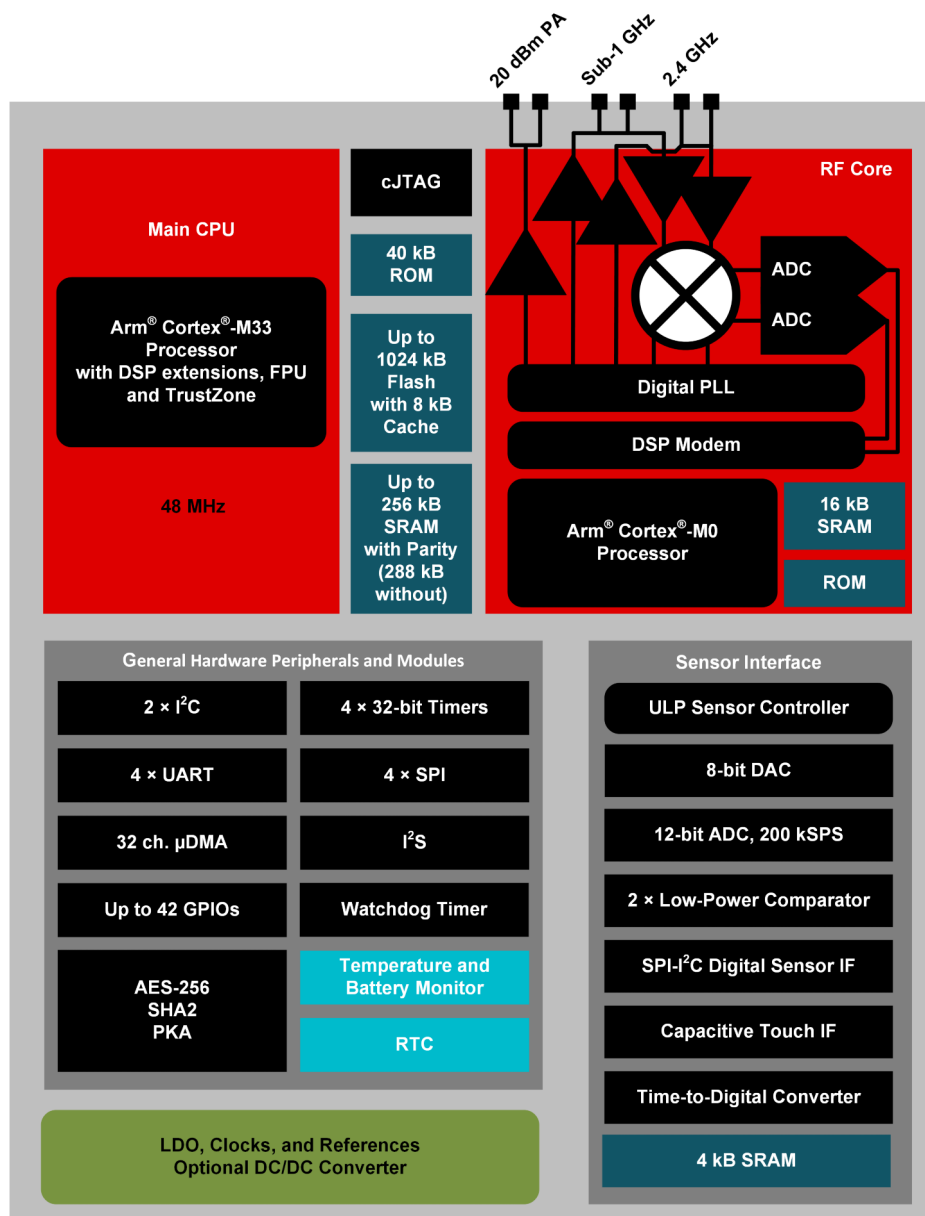 20 dBm PA
Sub-1 GHz
2.4 GHz
Main CPU
Arm® Cortex®-M33
Processor
with DSP extensions, FPU
and TrustZone
48 MHz
cJTAG
40 kB
ROM
Up to
1024 kB
Flash
with 8 kB
Cache
Up to
256 kB
SRAM
with Parity
(288 kB
without)
RF Core
ADC
ADC
Digital PLL
DSP Modem
Arm® Cortex®-M0
Processor
16 kB
SRAM
ROM
General Hardware Peripherals and Modules
2 × I²C
4 × 32-bit Timers
4 × UART
4 × SPI
32 ch. µDMA
I²S
Up to 42 GPIOs
Watchdog Timer
AES-256
SHA2
PKA
Temperature and
Battery Monitor
RTC
LDO, Clocks, and References
Optional DC/DC Converter
Sensor Interface
ULP Sensor Controller
8-bit DAC
12-bit ADC, 200 kSPS
2 × Low-Power Comparator
SPI-I²C Digital Sensor IF
Capacitive Touch IF
Time-to-Digital Converter
4 kB SRAM